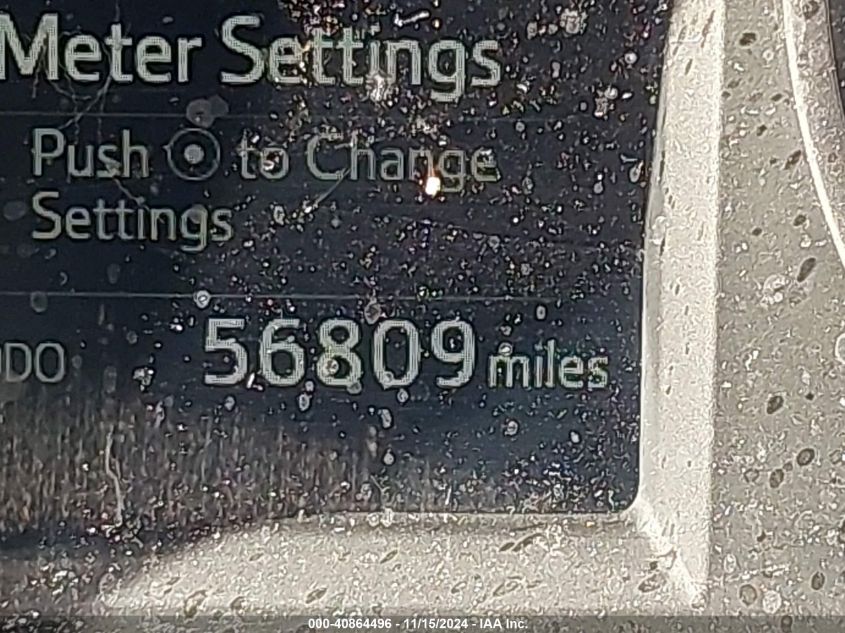 Meter Settings
Push to Change
Settings
ODO 56809 miles
000-40864496 - 11/15/2024 - IAA Inc.